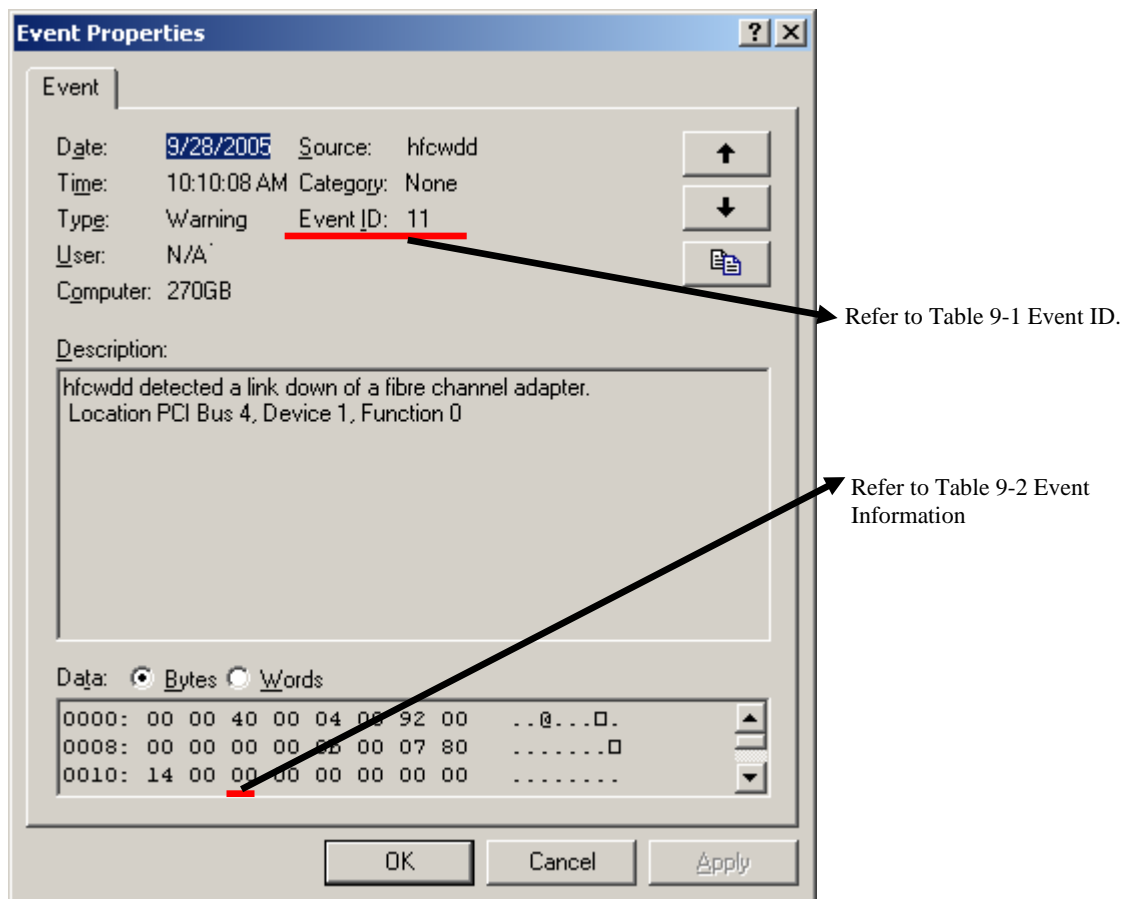 Event Properties
Event
Date: 9/28/2005 Source: hfcwdd
Time: 10:10:08 AM Category: None
Type: Warning Event ID: 11
User: N/A
Computer: 270GB
Refer to Table 9-1 Event ID.
Description:
hfcwdd detected a link down of a fibre channel adapter.
Location PCI Bus 4, Device 1, Function 0
Refer to Table 9-2 Event
Information
Data: Bytes Words
0000: 00 00 40 00 04 00 92 00 ..@...□.
0008: 00 00 00 00 0B 00 07 80 .......□
0010: 14 00 00 00 00 00 00 00 ........
OK Cancel Apply